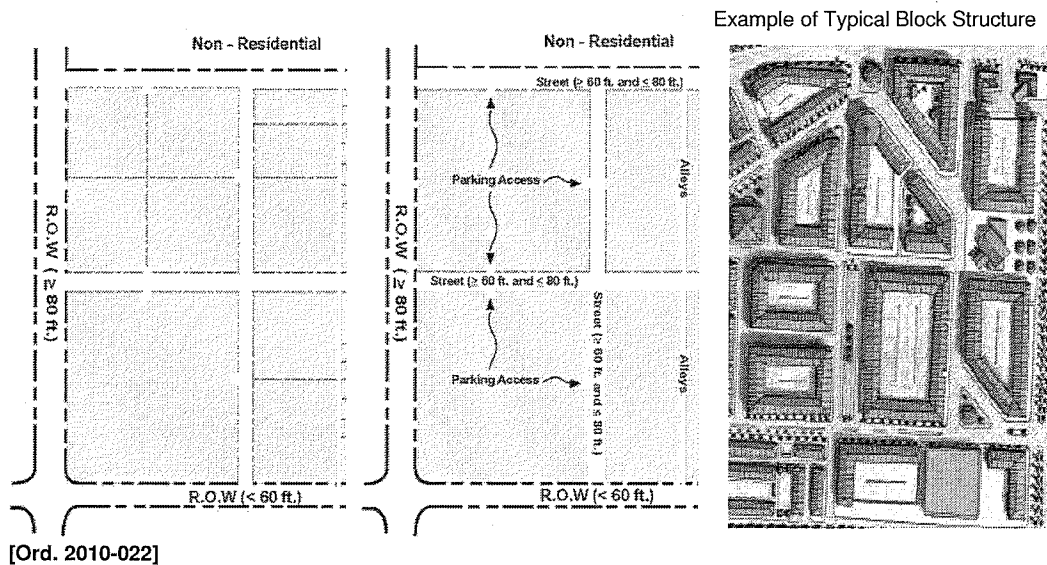 Example of Typical Block Structure
Non - Residential
R.O.W (≥ 80 ft.)
R.O.W (< 60 ft.)
Non - Residential
Street (≥ 60 ft. and ≤ 80 ft.)
Parking Access
Alleys
R.O.W (≥ 80 ft.)
Street (≥ 60 ft. and ≤ 80 ft.)
Street (≥ 60 ft. and ≤ 80 ft.)
Parking Access
Alleys
R.O.W (< 60 ft.)
[Ord. 2010-022]